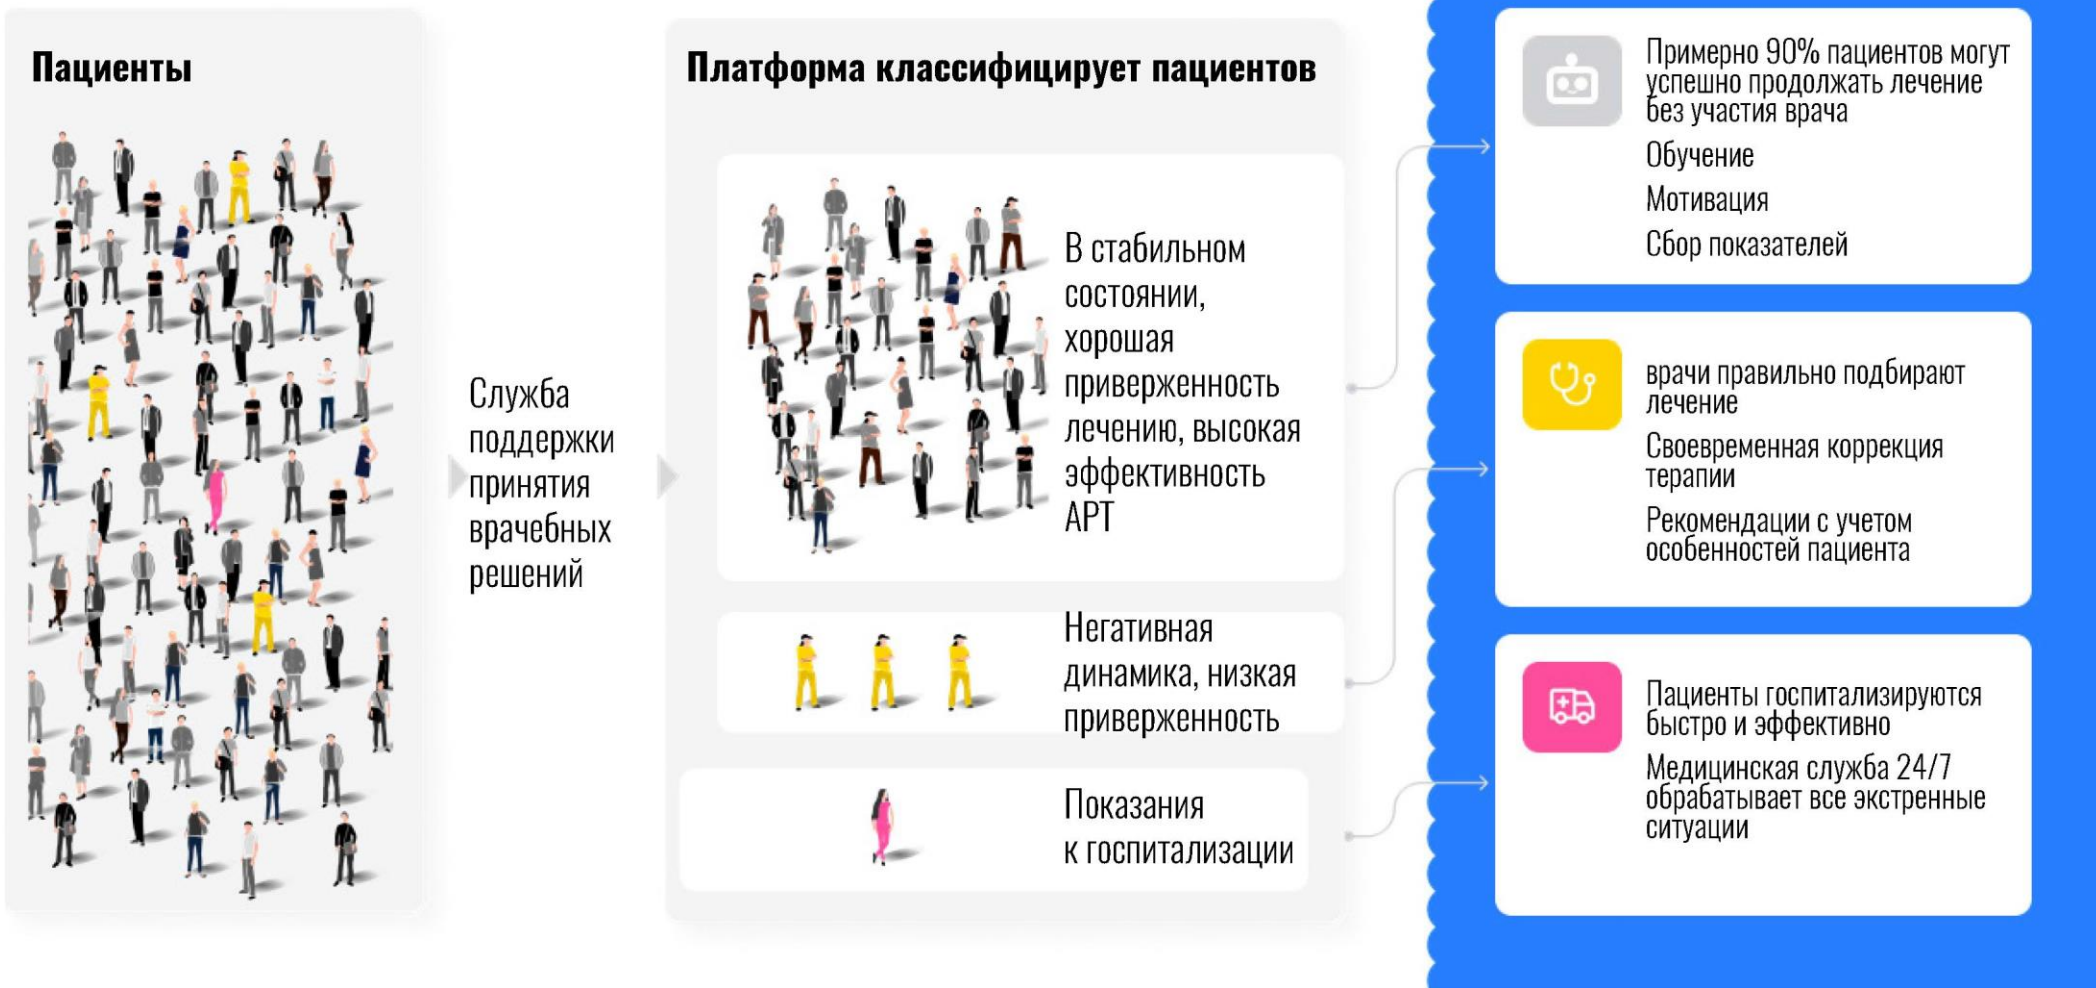 Пациенты
Служба
поддержки
принятия
врачебных
решений
Платформа классифицирует пациентов
В стабильном
состоянии,
хорошая
приверженность
лечению, высокая
эффективность
АРТ
Негативная
динамика, низкая
приверженность
Показания
к госпитализации
Примерно 90% пациентов могут
успешно продолжать лечение
без участия врача
Обучение
Мотивация
Сбор показателей
врачи правильно подбирают
лечение
Своевременная коррекция
терапии
Рекомендации с учетом
особенностей пациента
Пациенты госпитализируются
быстро и эффективно
Медицинская служба 24/7
обрабатывает все экстренные
ситуации